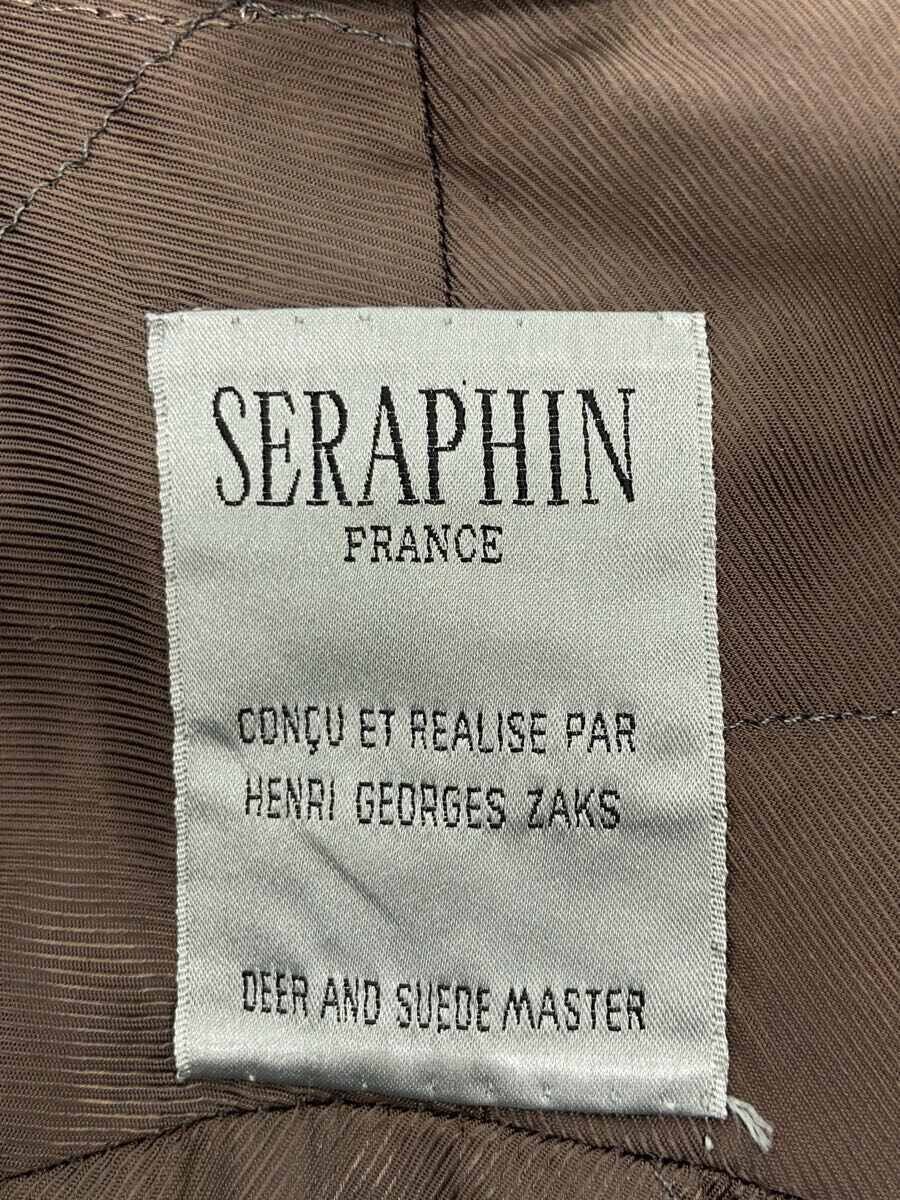 SERAPHIN
FRANCE
CONÇU ET REALISE PAR
HENRI GEORGES ZAKS
DEER AND SUEDE MASTER